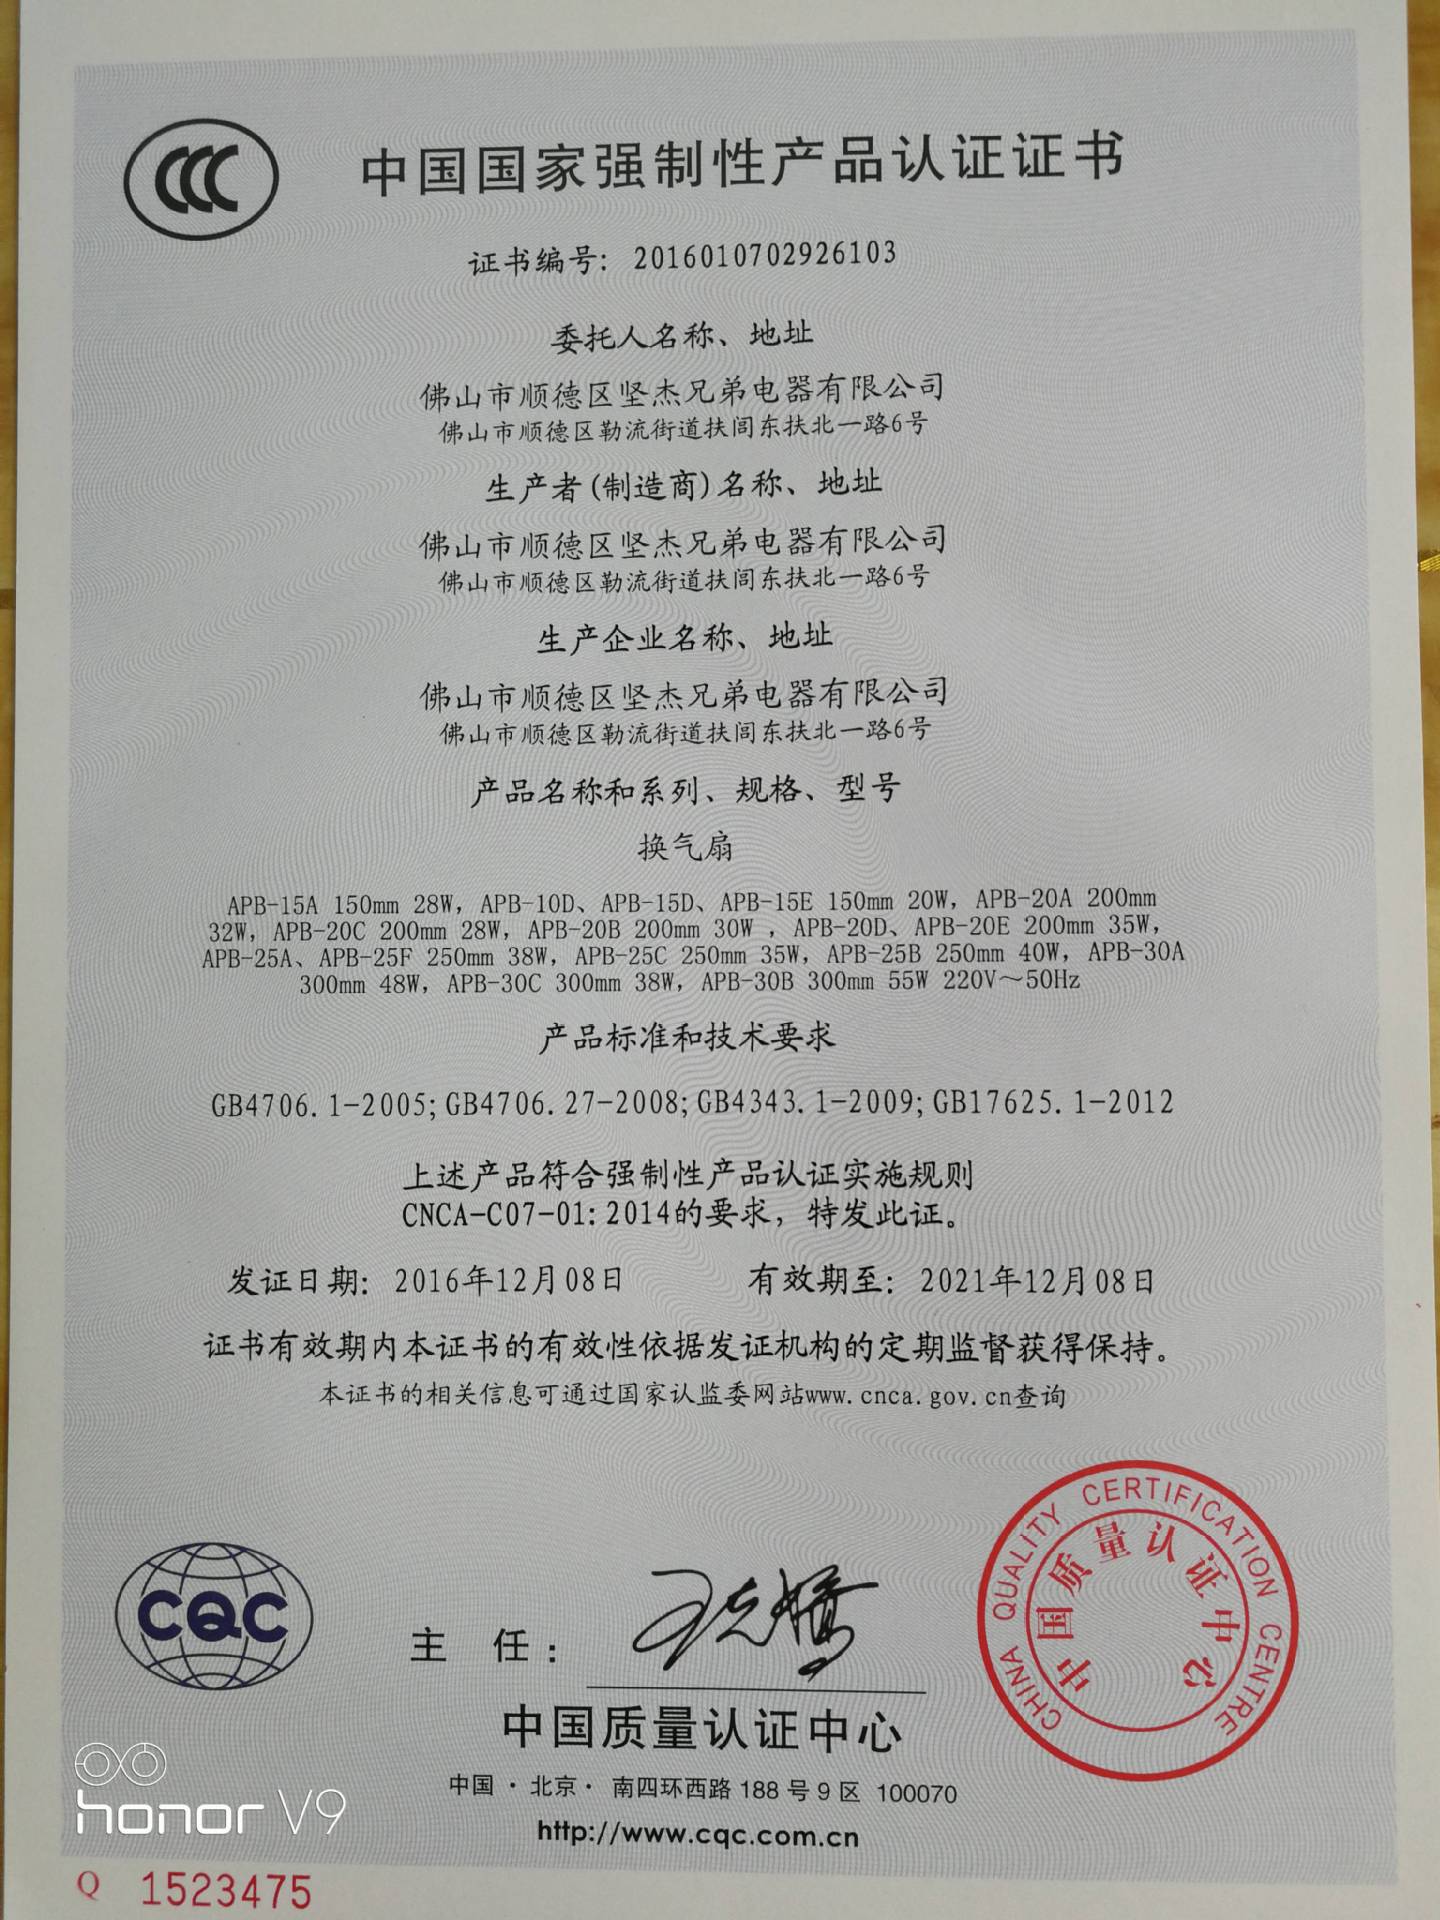 CCC
中国国家强制性产品认证证书
证书编号: 2016010702926103
委托人名称、地址
佛山市顺德区坚杰兄弟电器有限公司
佛山市顺德区勒流街道扶闾东扶北一路6号
生产者(制造商)名称、地址
佛山市顺德区坚杰兄弟电器有限公司
佛山市顺德区勒流街道扶闾东扶北一路6号
生产企业名称、地址
佛山市顺德区坚杰兄弟电器有限公司
佛山市顺德区勒流街道扶闾东扶北一路6号
产品名称和系列、规格、型号
换气扇
APB-15A 150mm 28W, APB-10D、APB-15D、APB-15E 150mm 20W, APB-20A 200mm
32W, APB-20C 200mm 28W, APB-20B 200mm 30W , APB-20D、APB-20E 200mm 35W,
APB-25A、APB-25F 250mm 38W, APB-25C 250mm 35W, APB-25B 250mm 40W, APB-30A
300mm 48W, APB-30C 300mm 38W, APB-30B 300mm 55W 220V～50Hz
产品标准和技术要求
GB4706.1-2005;GB4706.27-2008;GB4343.1-2009;GB17625.1-2012
上述产品符合强制性产品认证实施规则
CNCA-C07-01:2014的要求，特发此证。
发证日期: 2016年12月08日 有效期至: 2021年12月08日
证书有效期内本证书的有效性依据发证机构的定期监督获得保持。
本证书的相关信息可通过国家认监委网站www.cnca.gov.cn查询
CHINA QUALITY CERTIFICATION CENTRE
中国质量认证中心
CQC
主 任:
中国质量认证中心
中国·北京· 南四环西路 188 号 9 区 100070
http://www.cqc.com.cn
honor V9
Q 1523475